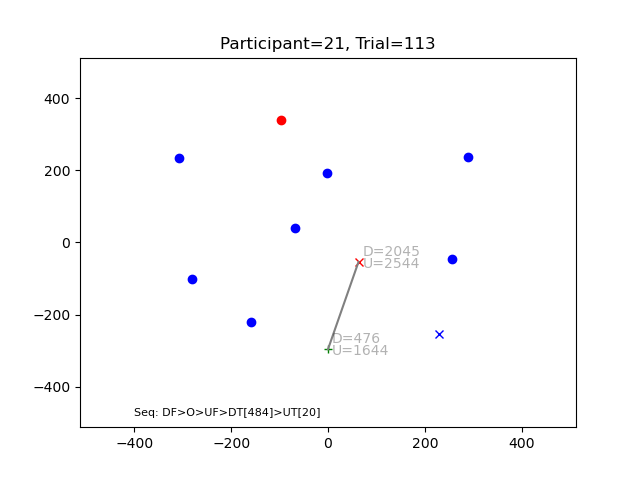 Participant=21, Trial=113
400
200
0
−200
−400
D=2045
U=2544
D=476
U=1644
Seq: DF>O>UF>DT[484]>UT[20]
−400 −200 0 200 400